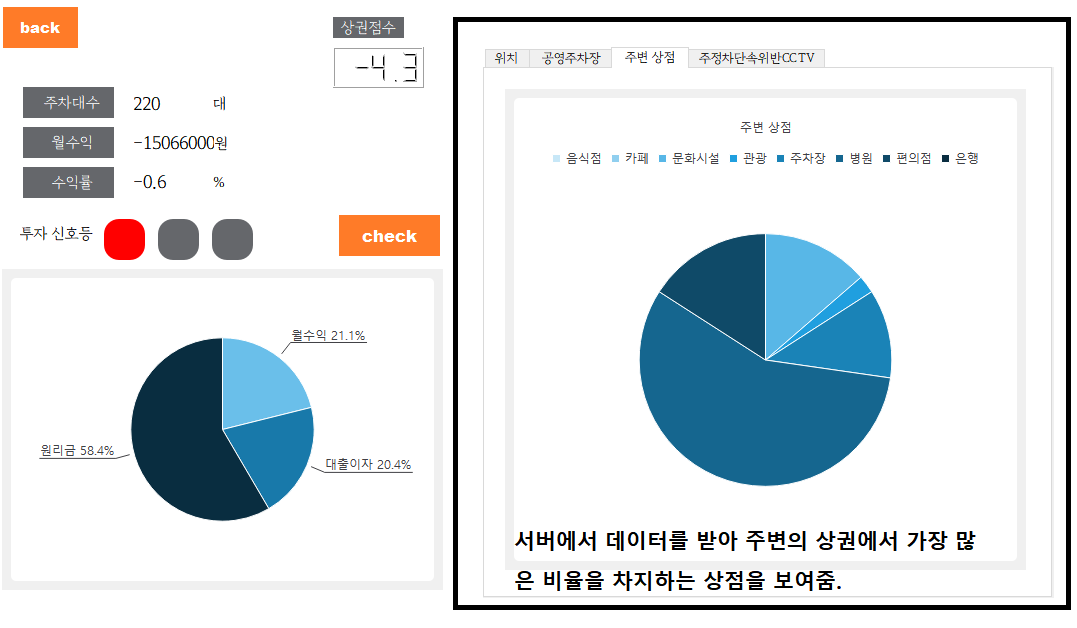 back
상권점수
-4.3
주차대수 220 대
월수익 -15066000원
수익률 -0.6 %
투자 신호등
check
월수익 21.1%
원리금 58.4%
대출이자 20.4%
위치 공영주차장 주변 상점 주정차단속위반CCTV
주변 상점
음식점 카페 문화시설 관광 주차장 병원 편의점 은행
서버에서 데이터를 받아 주변의 상권에서 가장 많
은 비율을 차지하는 상점을 보여줌.